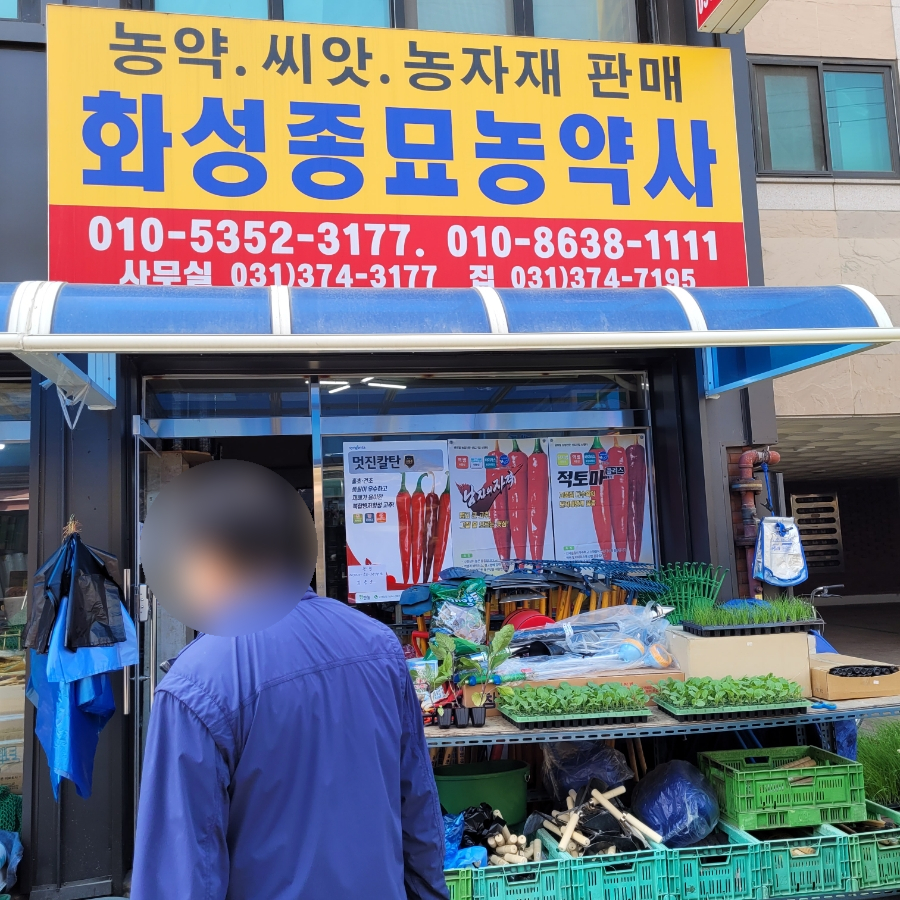 농약.씨앗.농자재 판매
화성종묘농약사
010-5352-3177. 010-8638-1111
사무실 031)374-3177 집 031)374-7195
멋진칼탄
적토마